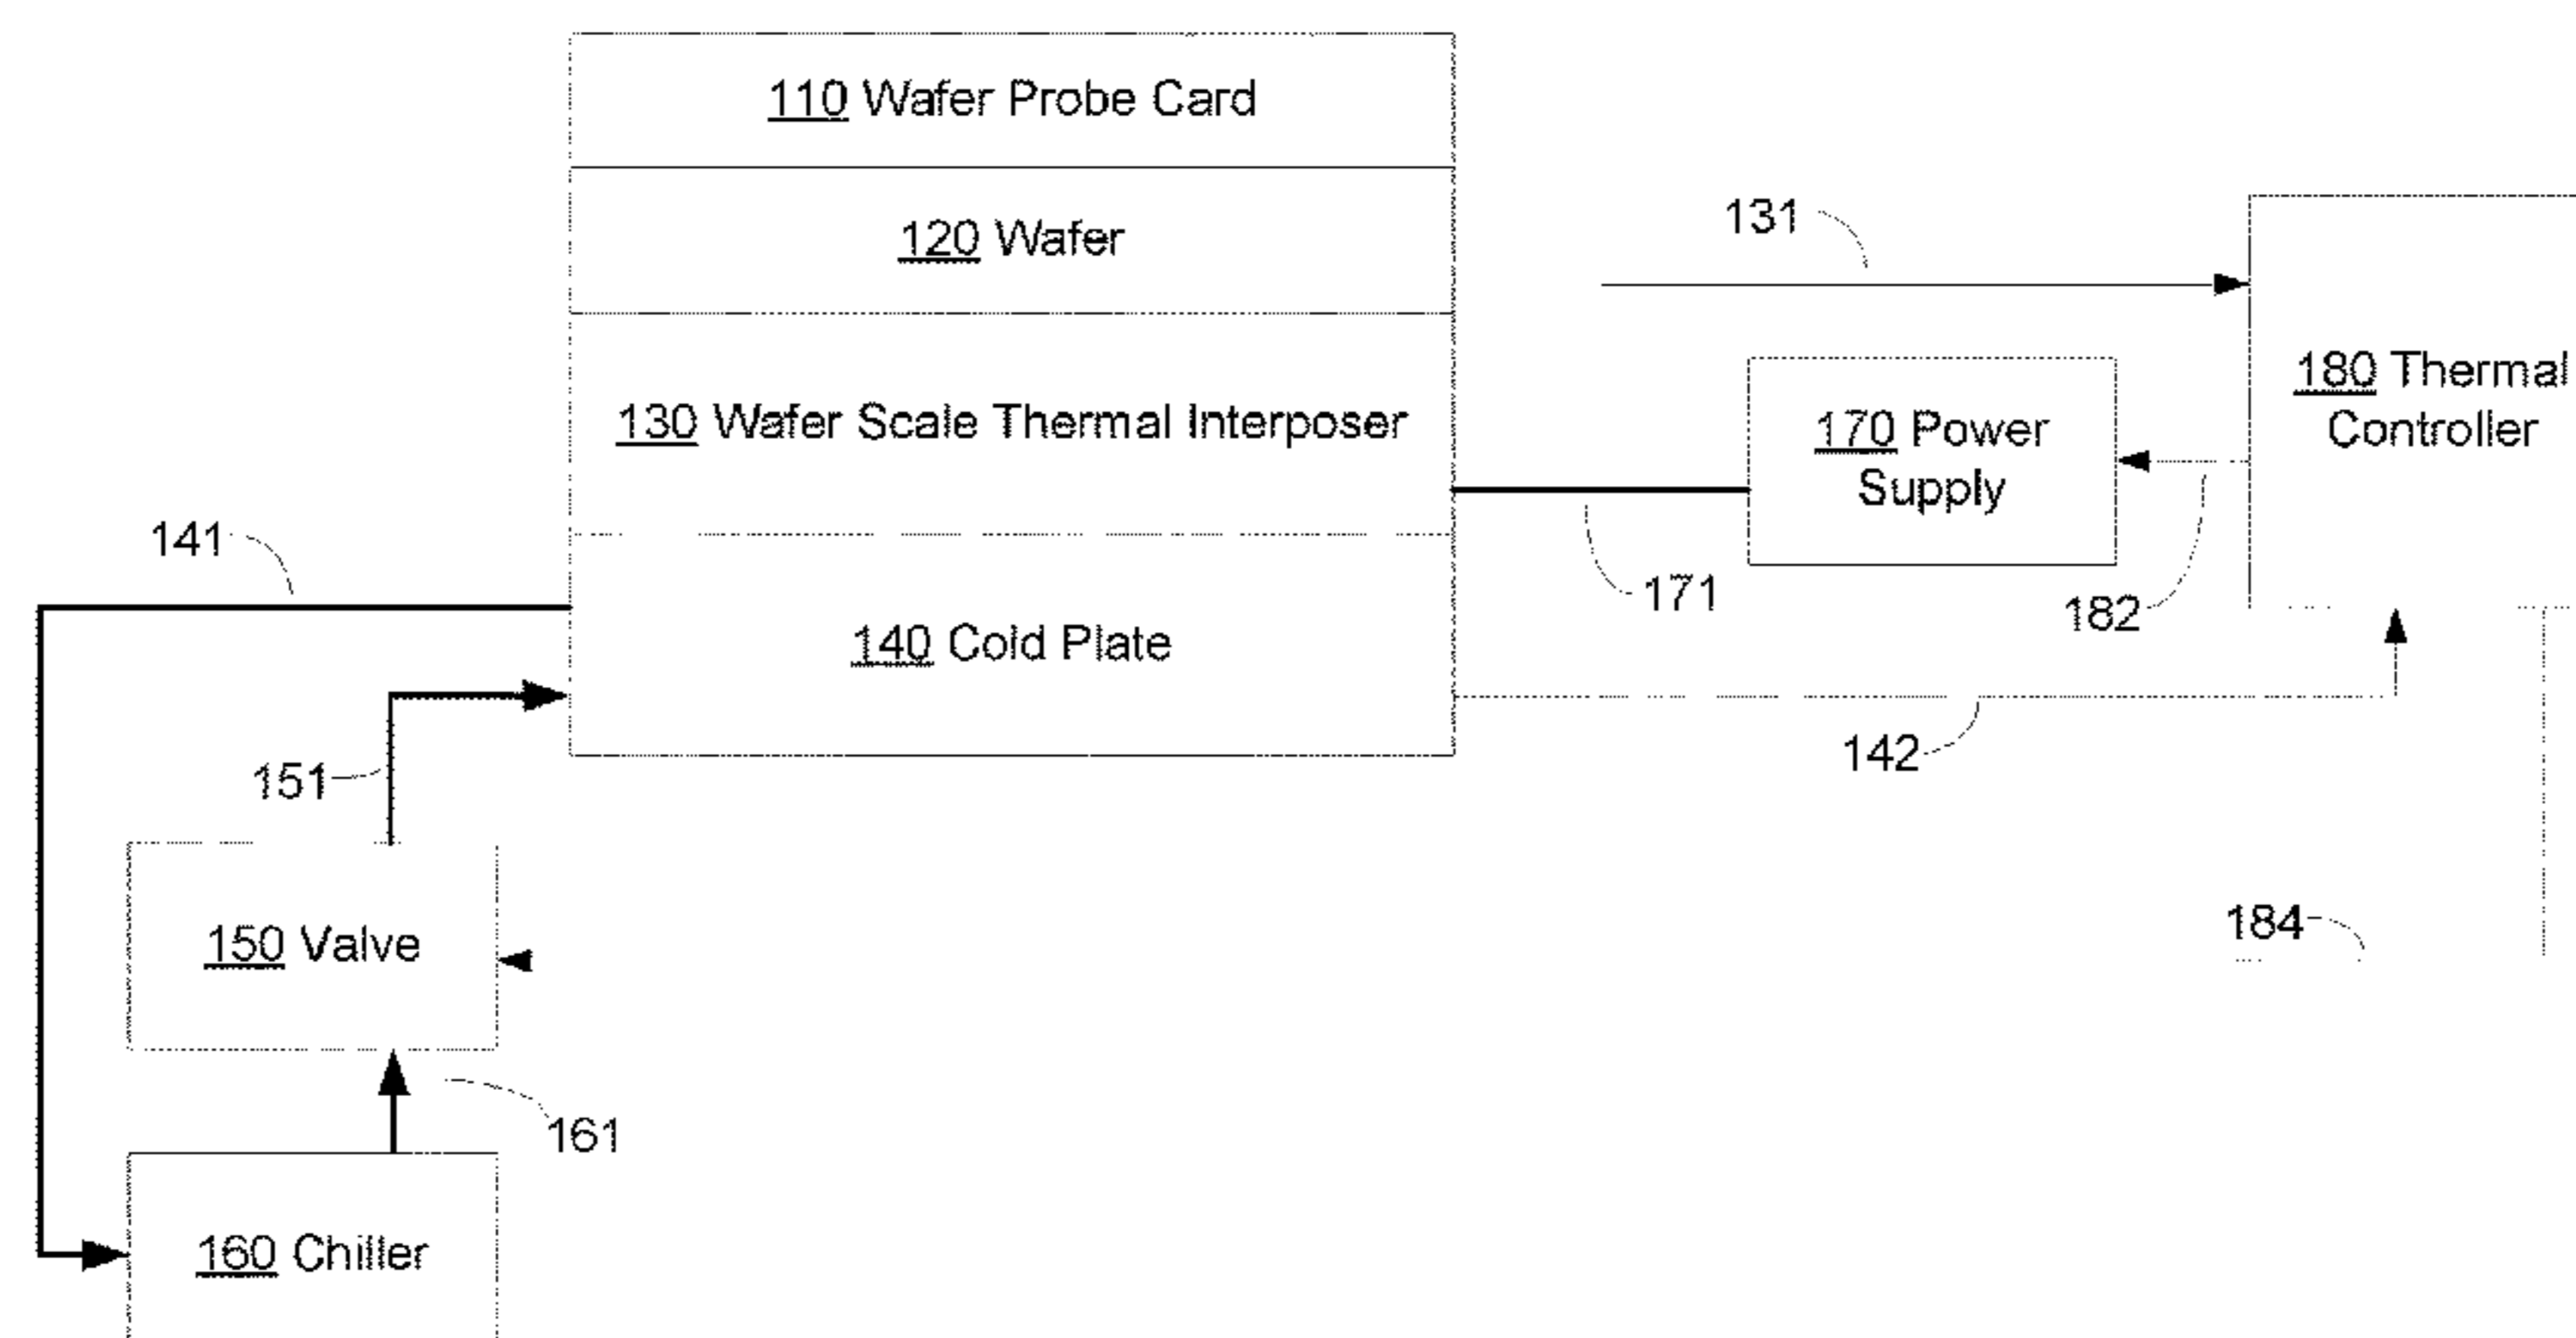 110 Wafer Probe Card
120 Wafer
131
130 Wafer Scale Thermal Interposer
180 Thermal
Controller
170 Power
Supply
141
171
182
140 Cold Plate
142
151
150 Valve
184
161
160 Chiller